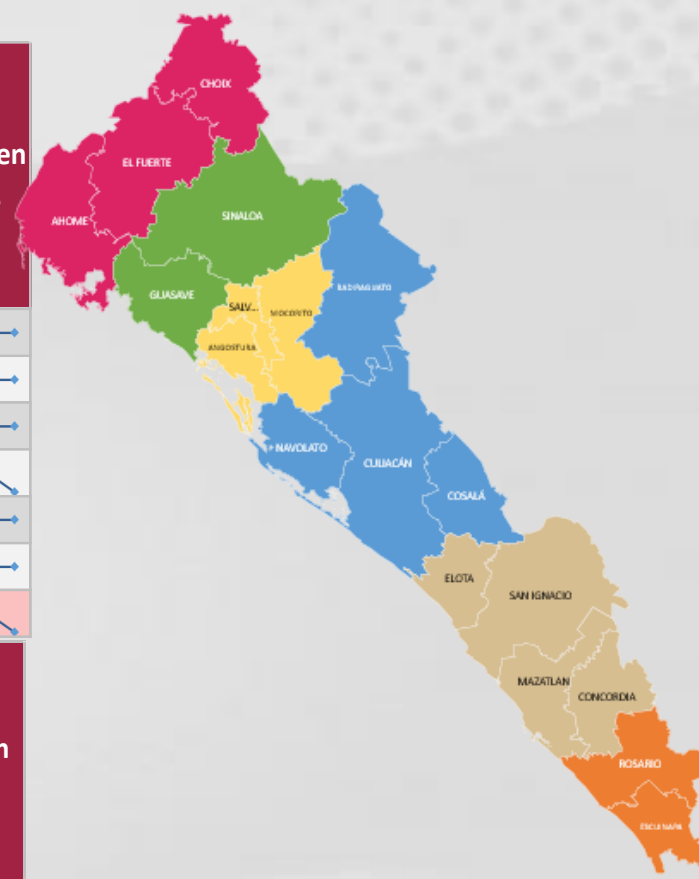 CHOIX
en
EL FUERTE
SINALOA
AHOME
BADIRAGUATO
GUASAVE
SALV...
MOCORITO
ANGOSTURA
NAVOLATO
CULIACÁN
COSALÁ
ELOTA
SAN IGNACIO
MAZATLAN
CONCORDIA
n
ROSARIO
ESCUINAPA